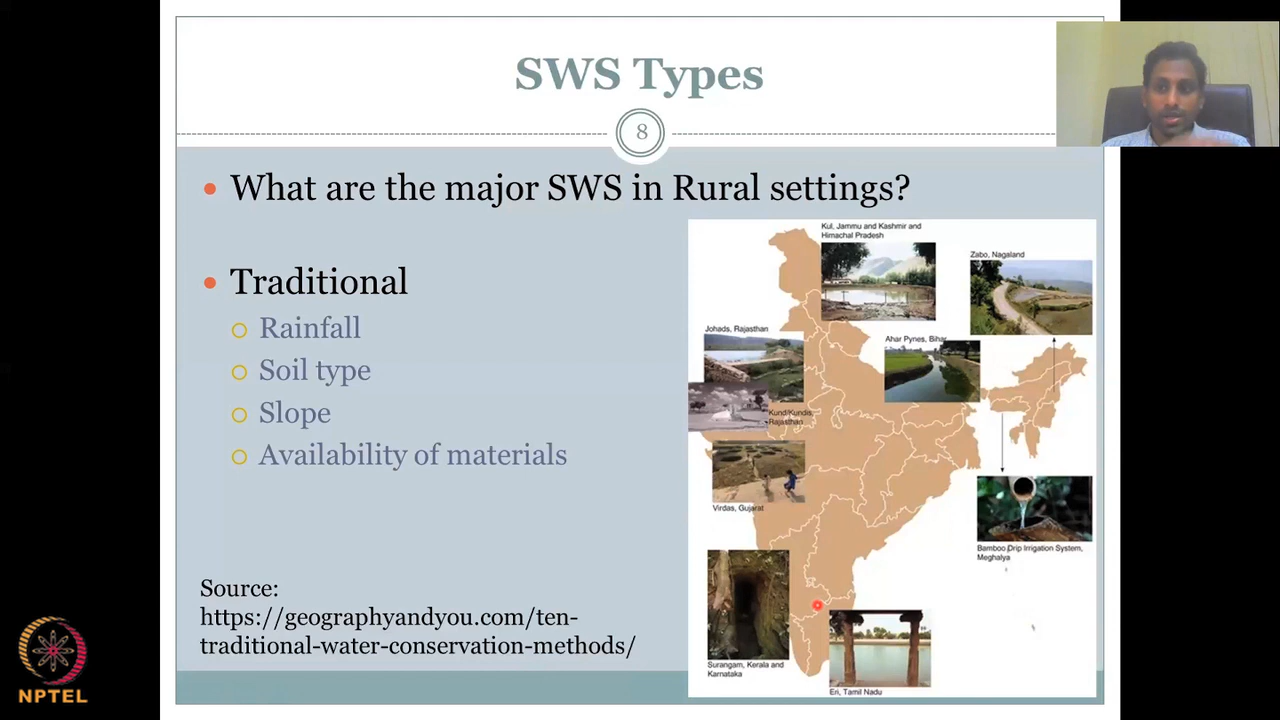 SWS Types
8
What are the major SWS in Rural settings?
Traditional
Rainfall
Soil type
Slope
Availability of materials
Source:
https://geographyandyou.com/ten-
traditional-water-conservation-methods/
Kul, Jammu and Kashmir and
Himachal Pradesh
Zabo, Nagaland
Johads, Rajasthan
Ahar Pynes, Bihar
Kund/Kundis,
Rajasthan
Virdas, Gujarat
Bamboo Drip Irrigation System,
Meghalya
Surangam, Kerala and
Karnataka
Eri, Tamil Nadu
NPTEL